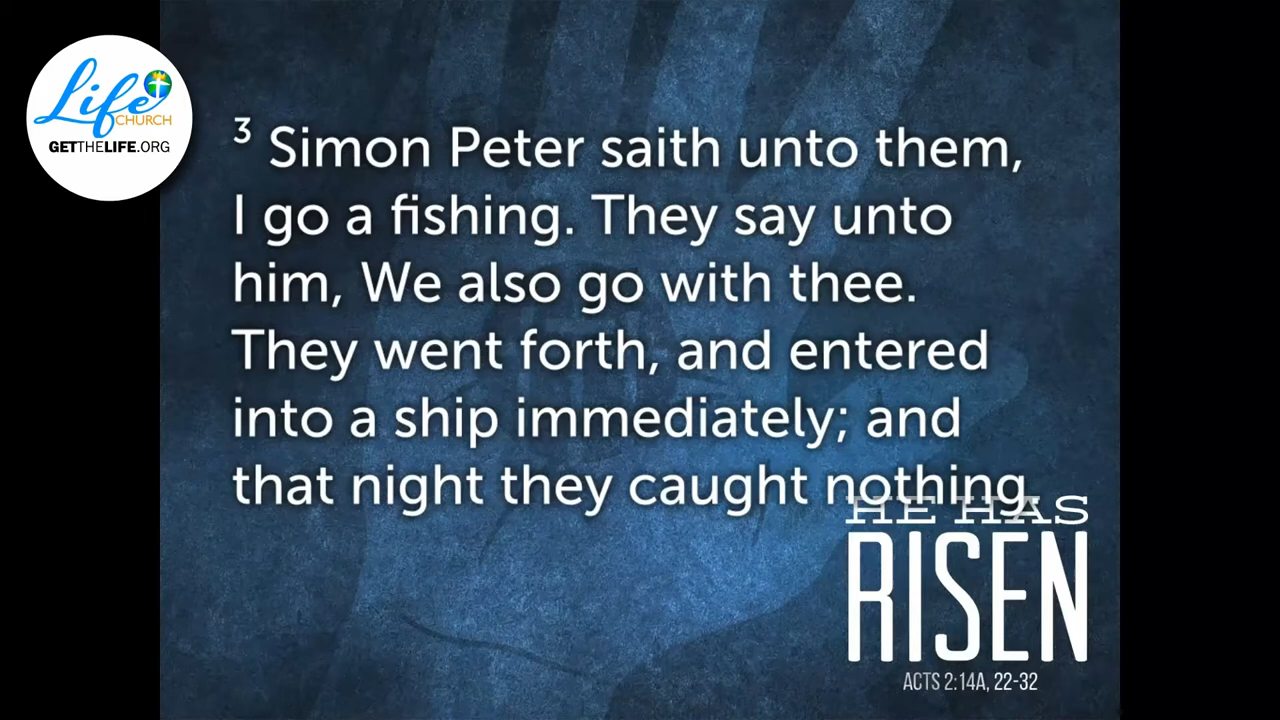 Life
CHURCH
GETTHELIFE.ORG
3 Simon Peter saith unto them,
I go a fishing. They say unto
him, We also go with thee.
They went forth, and entered
into a ship immediately; and
that night they caught nothing.
HE HAS
RISEN
ACTS 2:14A, 22-32